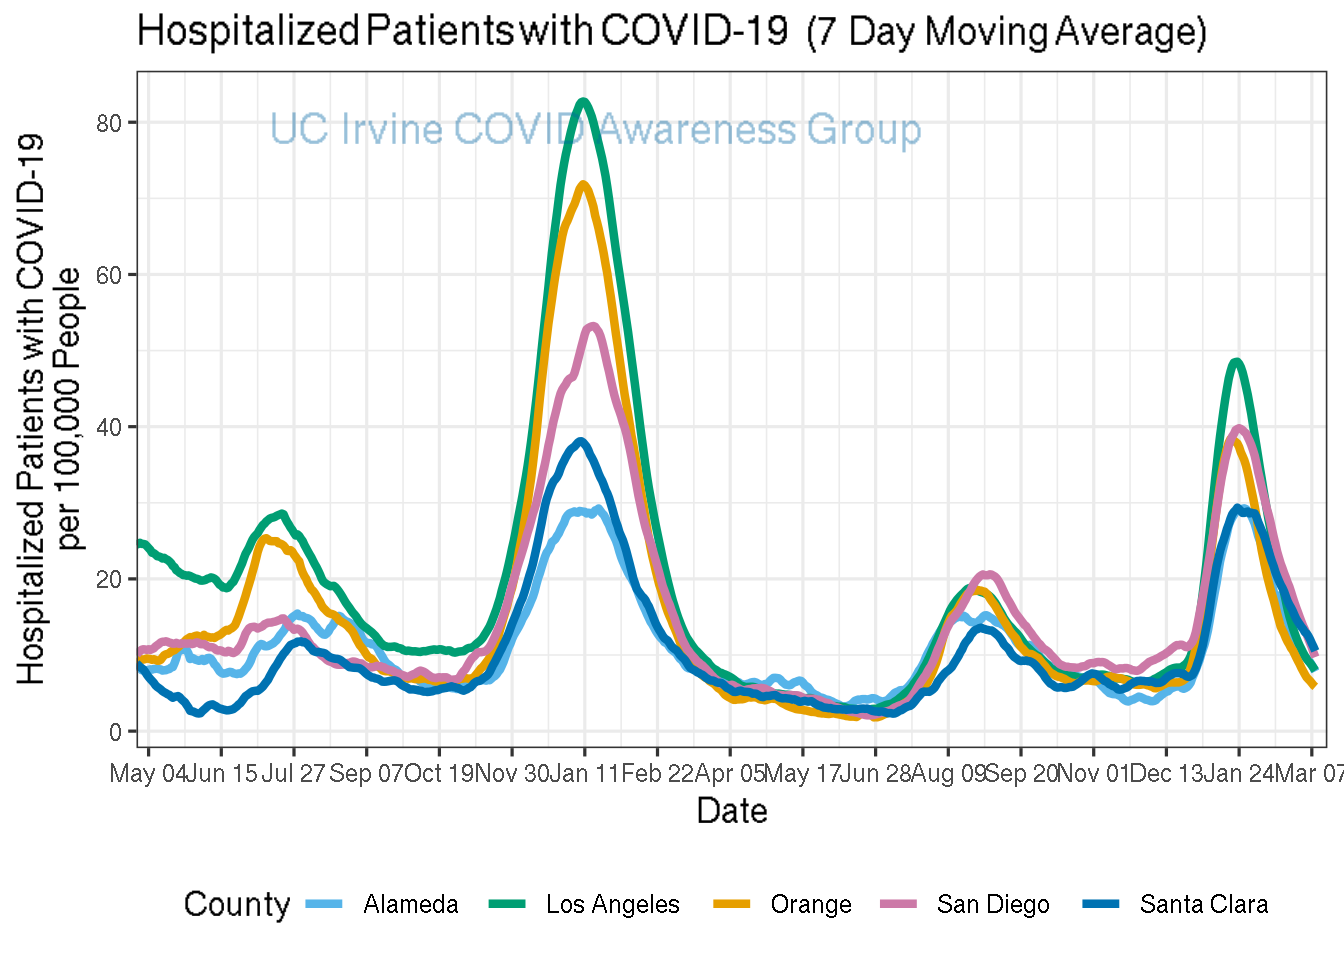 Hospitalized Patients with COVID-19 (7 Day Moving Average)
UC Irvine COVID Awareness Group
Hospitalized Patients with COVID-19
per 100,000 People
80
60
40
20
0
May 04 Jun 15 Jul 27 Sep 07 Oct 19 Nov 30 Jan 11 Feb 22 Apr 05 May 17 Jun 28 Aug 09 Sep 20 Nov 01 Dec 13 Jan 24 Mar 07
Date
County Alameda Los Angeles Orange San Diego Santa Clara